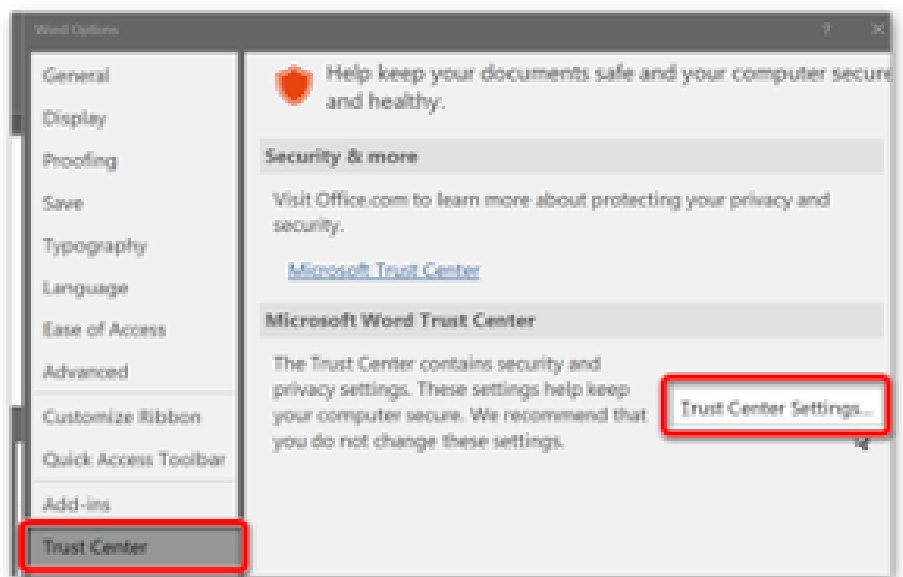 Word Options
?
×
General
Display
Proofing
Save
Typography
Language
Ease of Access
Advanced
Customize Ribbon
Quick Access Toolbar
Add-ins
Trust Center
Help keep your documents safe and your computer secure
and healthy.
Security & more
Visit Office.com to learn more about protecting your privacy and
security.
Microsoft Trust Center
Microsoft Word Trust Center
The Trust Center contains security and
privacy settings. These settings help keep
your computer secure. We recommend that
you do not change these settings.
Trust Center Settings...